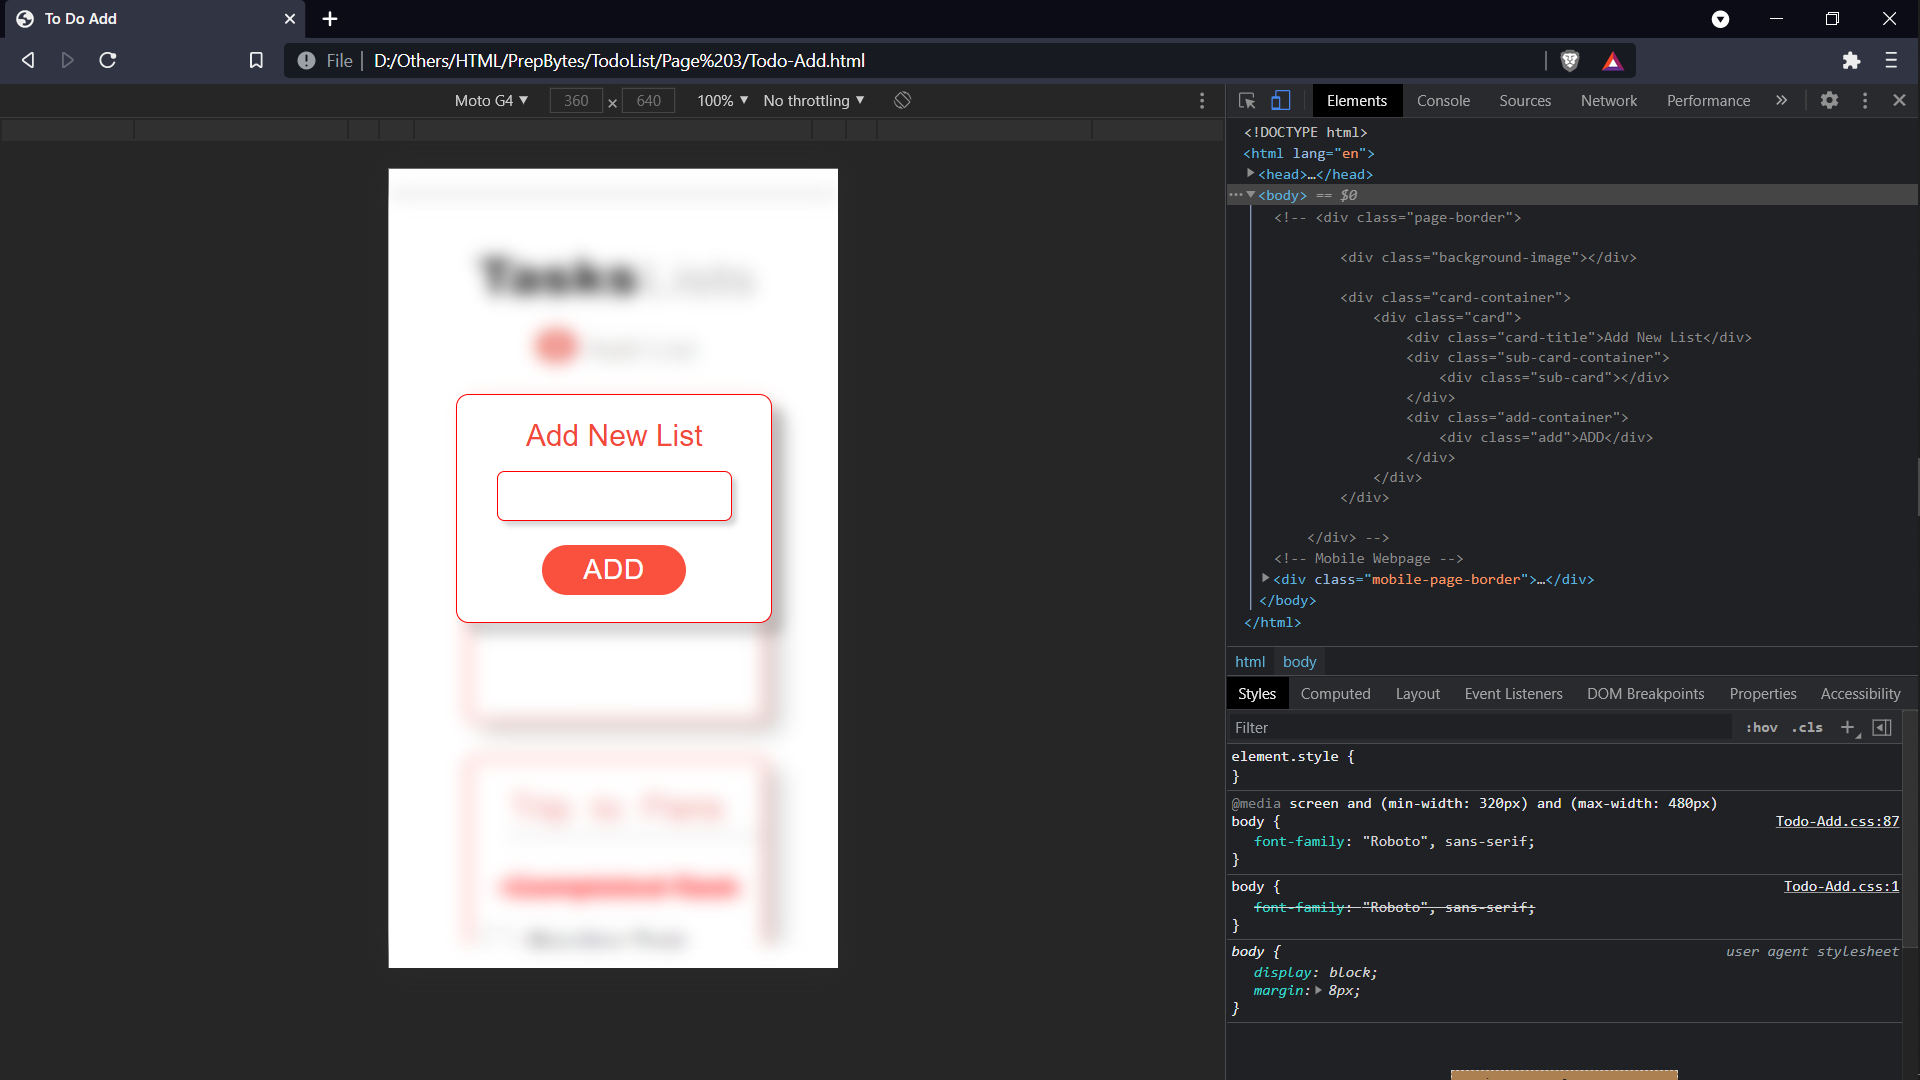 To Do Add
File D:/Others/HTML/PrepBytes/TodoList/Page%203/Todo-Add.html
Moto G4 360 × 640 100% No throttling
Elements Console Sources Network Performance
<!DOCTYPE html>
<html lang="en">
<head>…</head>
<body> == $0
<!-- <div class="page-border">
<div class="background-image"></div>
<div class="card-container">
<div class="card">
<div class="card-title">Add New List</div>
<div class="sub-card-container">
<div class="sub-card"></div>
</div>
<div class="add-container">
<div class="add">ADD</div>
</div>
</div>
</div>
</div> -->
<!-- Mobile Webpage -->
<div class="mobile-page-border">…</div>
</body>
</html>
html body
Styles Computed Layout Event Listeners DOM Breakpoints Properties Accessibility
Filter :hov .cls
element.style {
}
@media screen and (min-width: 320px) and (max-width: 480px)
body { Todo-Add.css:87
font-family: "Roboto", sans-serif;
}
body { Todo-Add.css:1
font-family: "Roboto", sans-serif;
}
body { user agent stylesheet
display: block;
margin: 8px;
}
Tasks Lists
Add New List
ADD